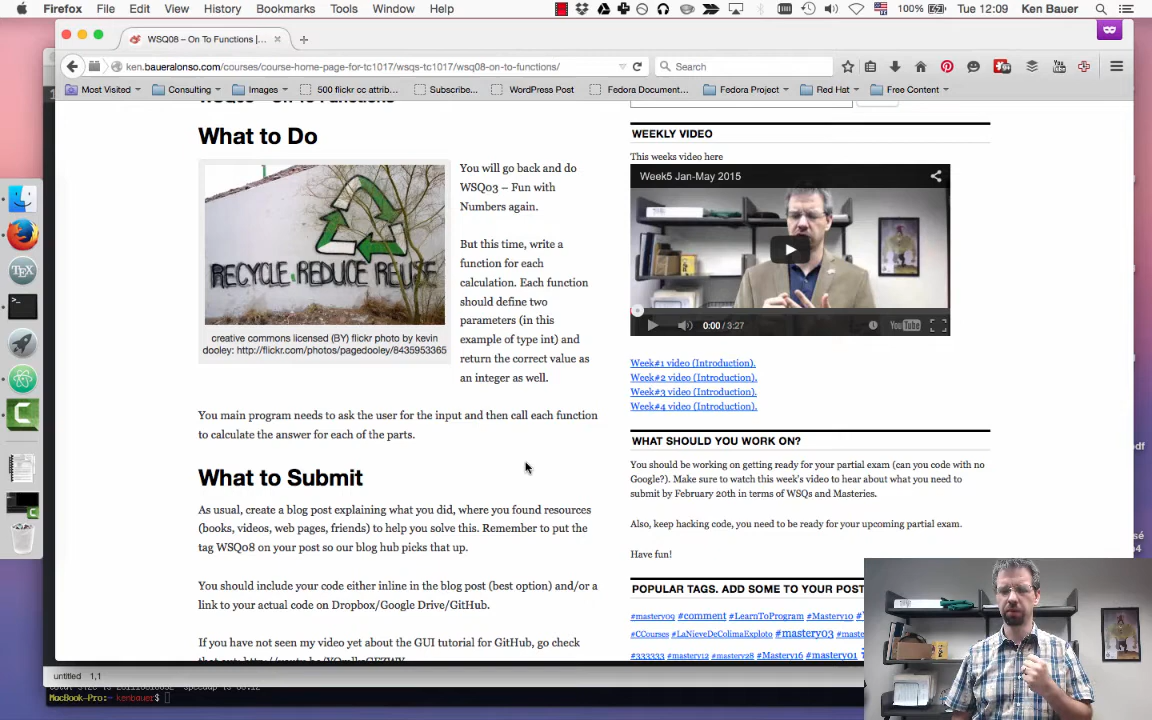 Firefox File Edit View History Bookmarks Tools Window Help 100% Tue 12:09 Ken Bauer
WSQ08 – On To Functions |...
ken.baueralonso.com/courses/course-home-page-for-tc1017/wsqs-tc1017/wsq08-on-to-functions/
Search
Most Visited Consulting Images 500 flickr cc attrib... Subscribe... WordPress Post Fedora Document... Fedora Project Red Hat Free Content
WSQ08 – On To Functions
What to Do
RECYCLE·REDUCE REUSE
creative commons licensed (BY) flickr photo by kevin
dooley: http://flickr.com/photos/pagedooley/8435953365
You will go back and do
WSQ03 – Fun with
Numbers again.
But this time, write a
function for each
calculation. Each function
should define two
parameters (in this
example of type int) and
return the correct value as
an integer as well.
You main program needs to ask the user for the input and then call each function
to calculate the answer for each of the parts.
What to Submit
As usual, create a blog post explaining what you did, where you found resources
(books, videos, web pages, friends) to help you solve this. Remember to put the
tag WSQ08 on your post so our blog hub picks that up.
You should include your code either inline in the blog post (best option) and/or a
link to your actual code on Dropbox/Google Drive/GitHub.
If you have not seen my video yet about the GUI tutorial for GitHub, go check
WEEKLY VIDEO
This weeks video here
Week5 Jan-May 2015
0:00 / 3:27
YouTube
Week#1 video (Introduction).
Week#2 video (Introduction).
Week#3 video (Introduction).
Week#4 video (Introduction).
WHAT SHOULD YOU WORK ON?
You should be working on getting ready for your partial exam (can you code with no
Google?). Make sure to watch this week's video to hear about what you need to
submit by February 20th in terms of WSQs and Masteries.
Also, keep hacking code, you need to be ready for your upcoming partial exam.
Have fun!
POPULAR TAGS. ADD SOME TO YOUR POST
#mastery09 #comment #LearnToProgram #Mastery10
#CCourses #LaNieveDeColimaExploto #mastery03
#333333 #mastery12 #mastery28 #Mastery16 #mastery01
untitled 1,1
MacBook-Pro:~ kenbauer$